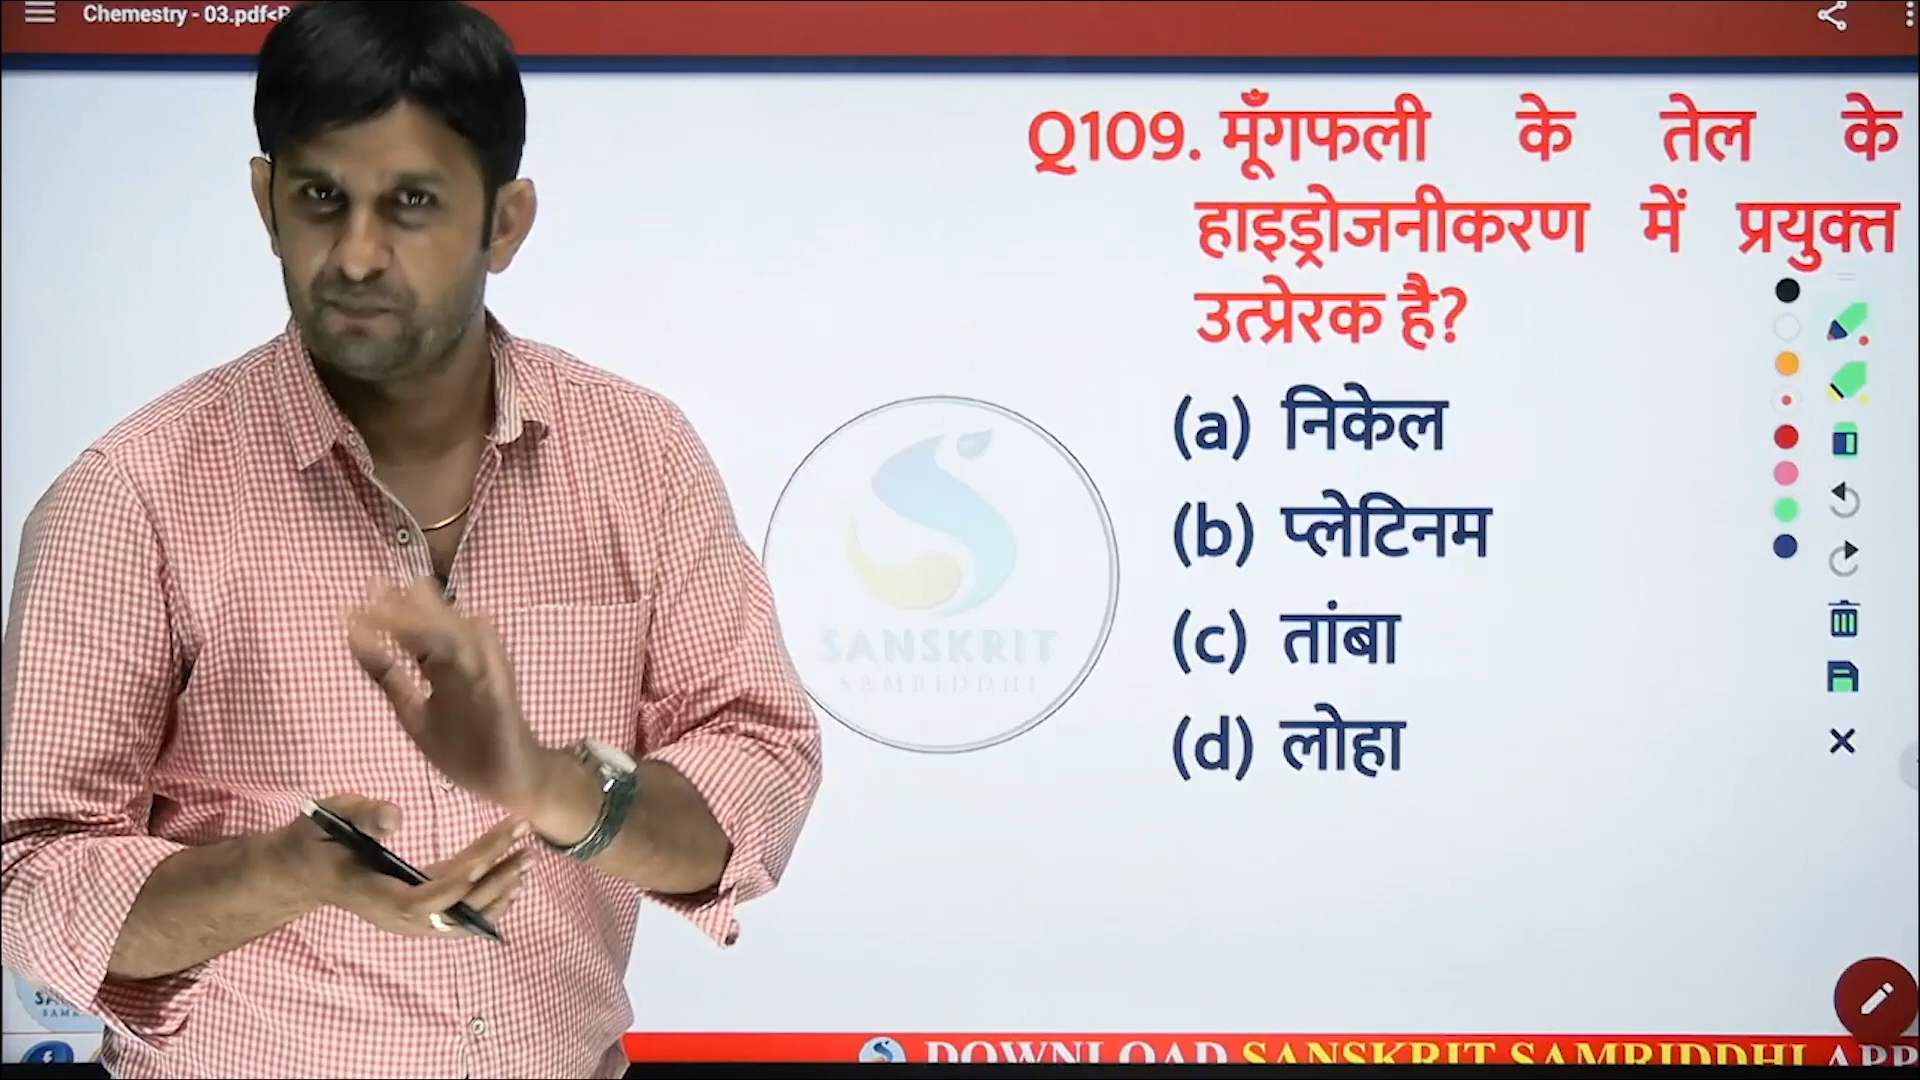 Chemestry - 03.pdf<
Q109. मूँगफली के तेल के
हाइड्रोजनीकरण में प्रयुक्त
उत्प्रेरक है?
(a) निकेल
(b) प्लेटिनम
(c) तांबा
(d) लोहा
SANSKRIT
SAMRIDDHI
DOWNLOAD SANSKRIT SAMRIDDHI APP